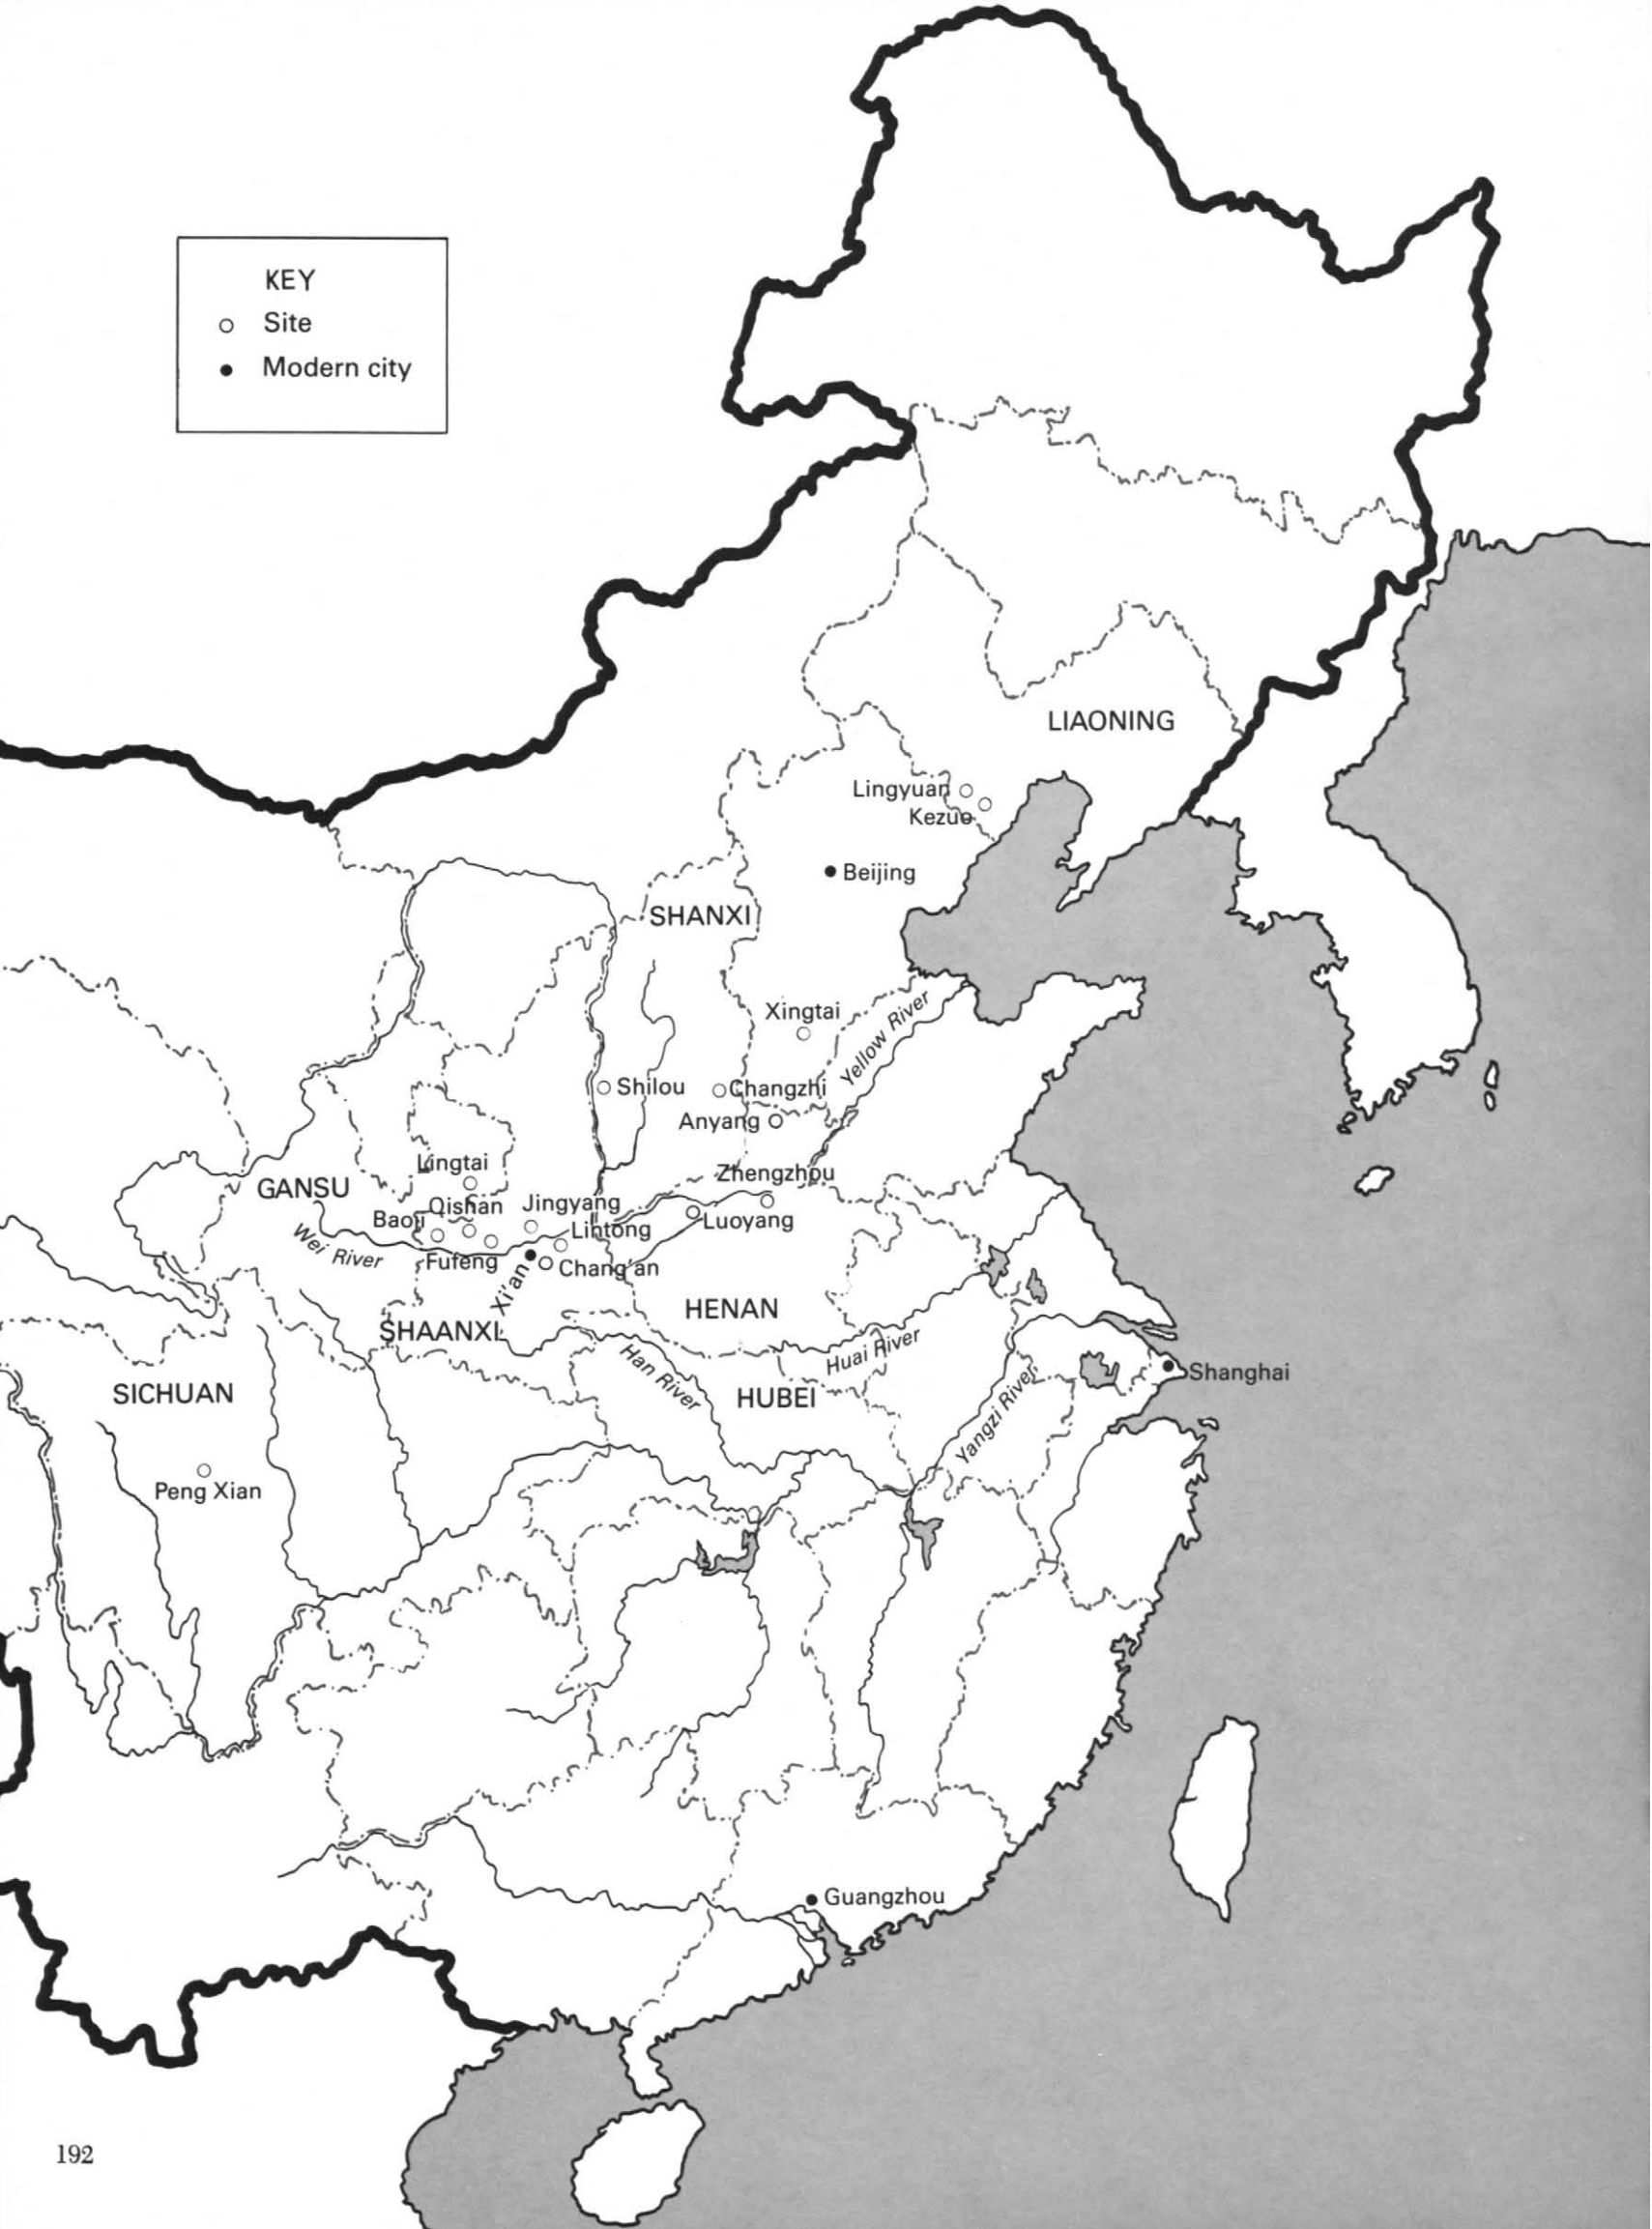 KEY
Site
Modern city
LIAONING
Lingyuan
Kezuo
Beijing
SHANXI
Xingtai
Yellow River
Shilou
Changzhi
Anyang
Lingtai
Zhengzhou
GANSU
Qishan
Jingyang
Baoji
Lintong
Luoyang
Wei River
Fufeng
Chang'an
Xi'an
HENAN
SHAANXI
Huai River
Han River
Shanghai
SICHUAN
HUBEI
Yangzi River
Peng Xian
Guangzhou
192